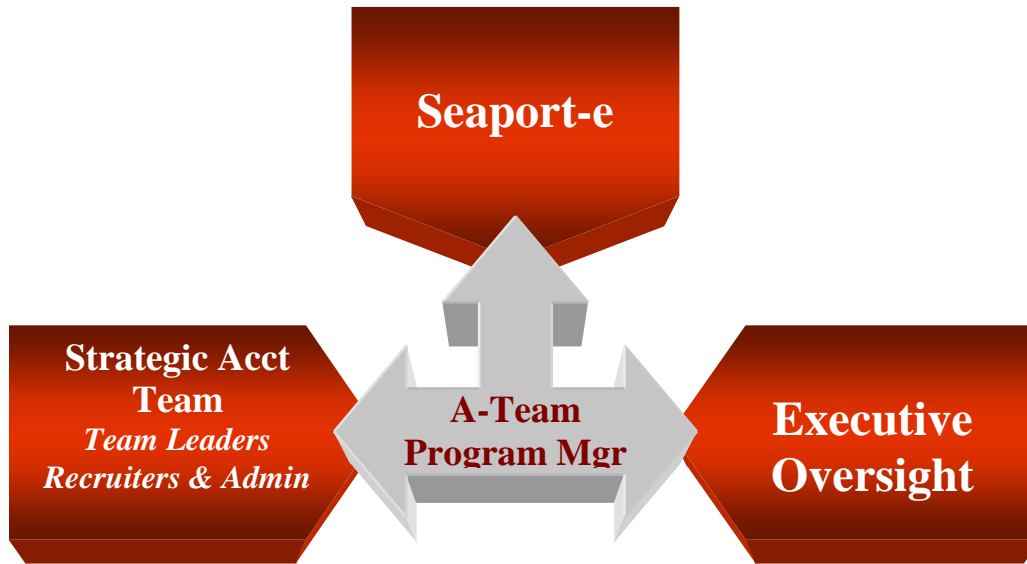 Seaport-e
Strategic Acct
Team
Team Leaders
Recruiters & Admin
A-Team
Program Mgr
Executive
Oversight